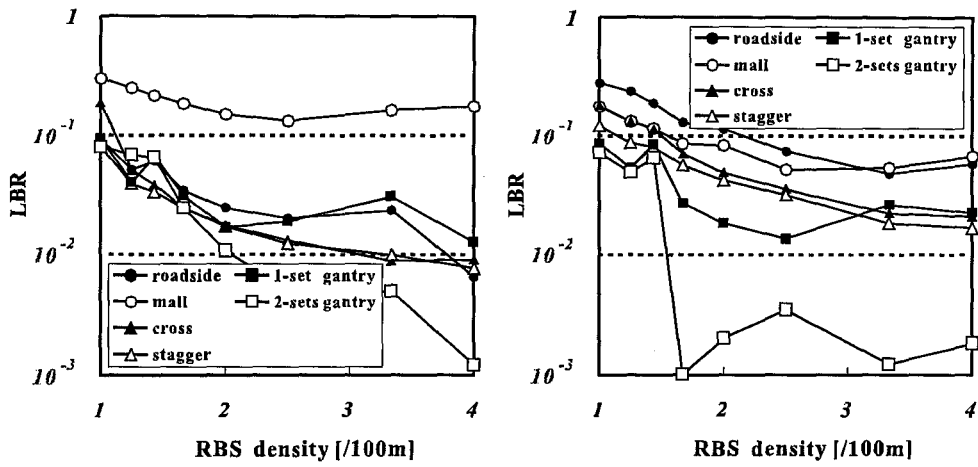 1
10-1
10-2
10-3
LBR
roadside
mall
cross
stagger
1-set gantry
2-sets gantry
1 2 3 4
RBS density [/100m]
1
10-1
10-2
10-3
LBR
roadside
mall
cross
stagger
1-set gantry
2-sets gantry
1 2 3 4
RBS density [/100m]